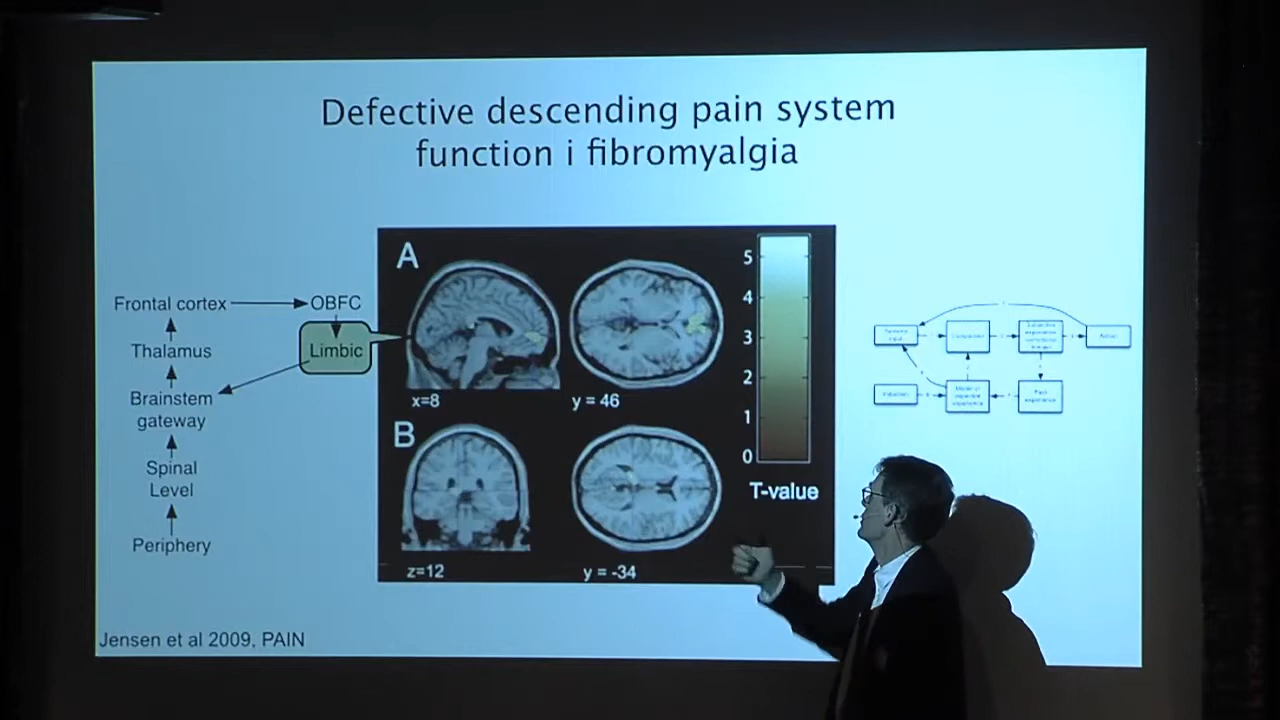 Defective descending pain system
function i fibromyalgia
Frontal cortex
OBFC
Thalamus
Limbic
Brainstem
gateway
Spinal
Level
Periphery
A
x=8
y = 46
B
z=12
y = -34
5
4
3
2
1
0
T-value
Jensen et al 2009, PAIN